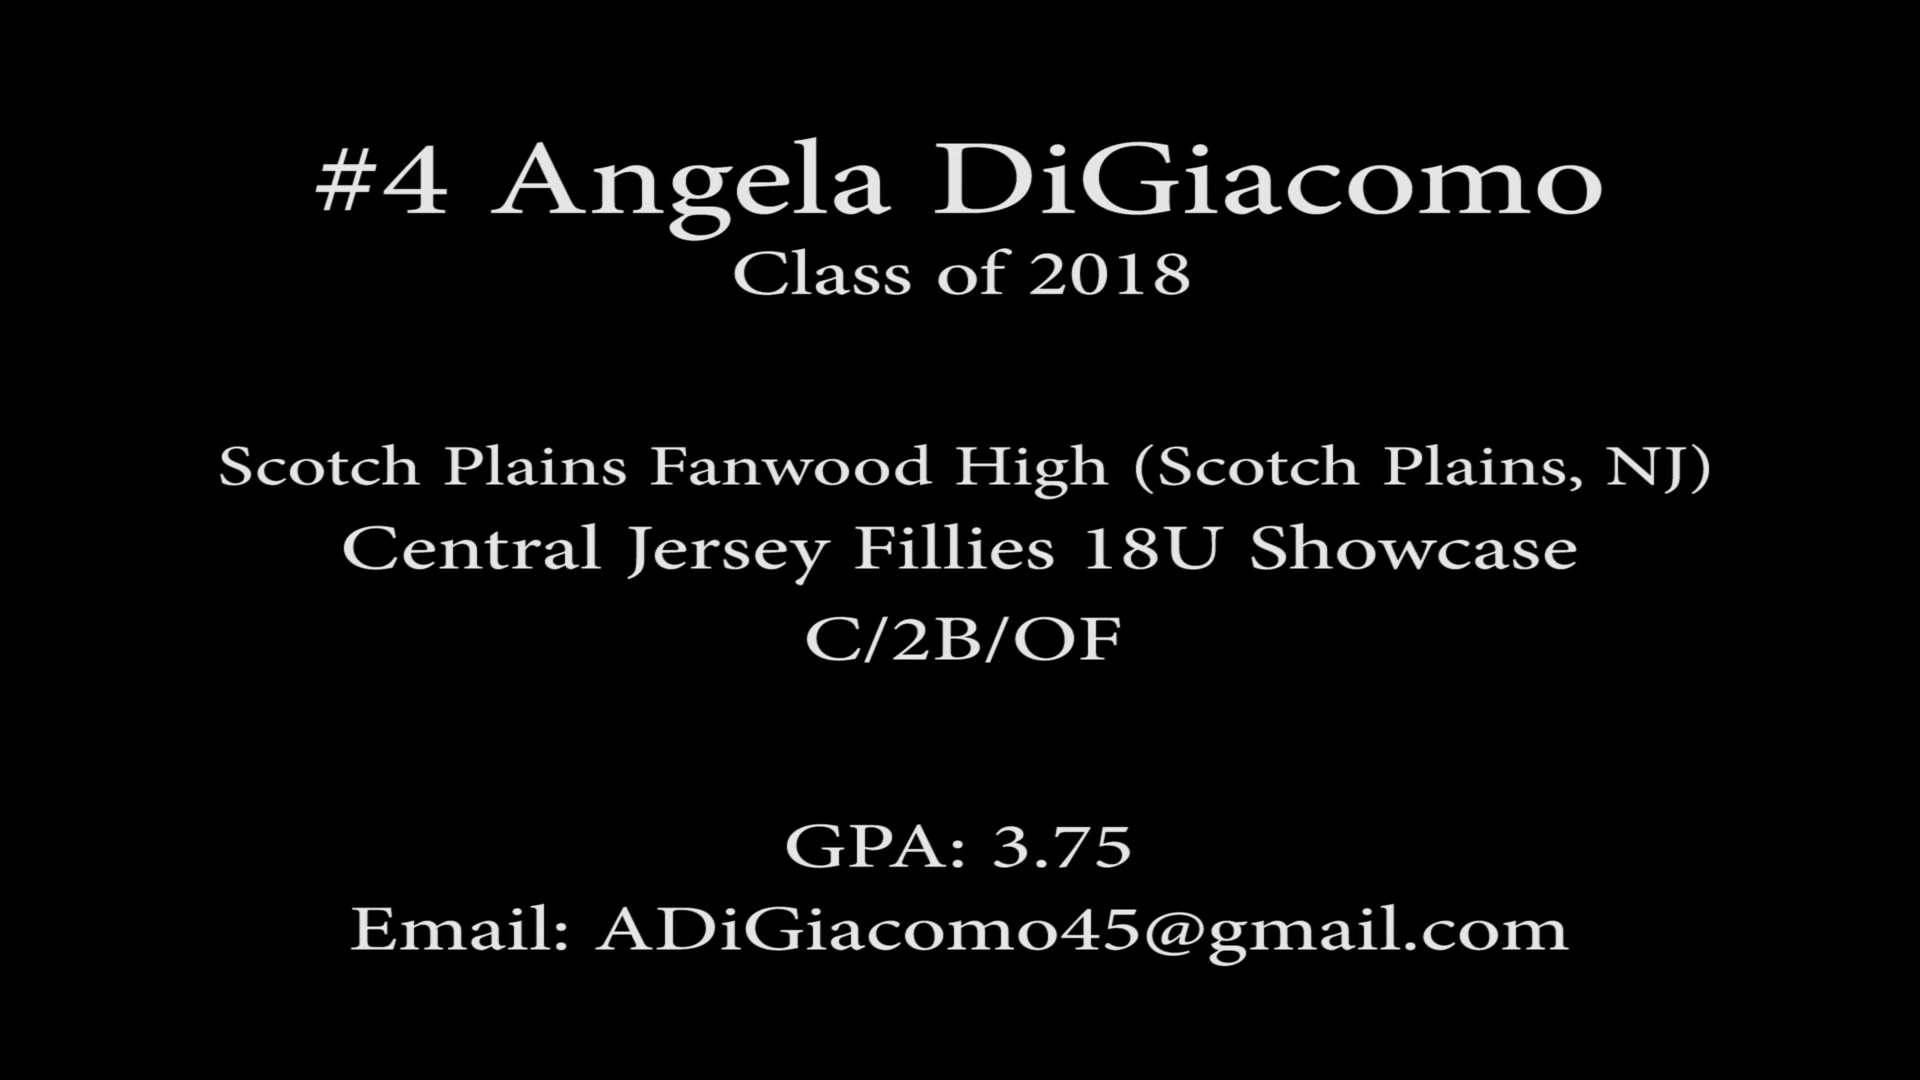 #4 Angela DiGiacomo
Class of 2018
Scotch Plains Fanwood High (Scotch Plains, NJ)
Central Jersey Fillies 18U Showcase
C/2B/OF
GPA: 3.75
Email: ADiGiacomo45@gmail.com